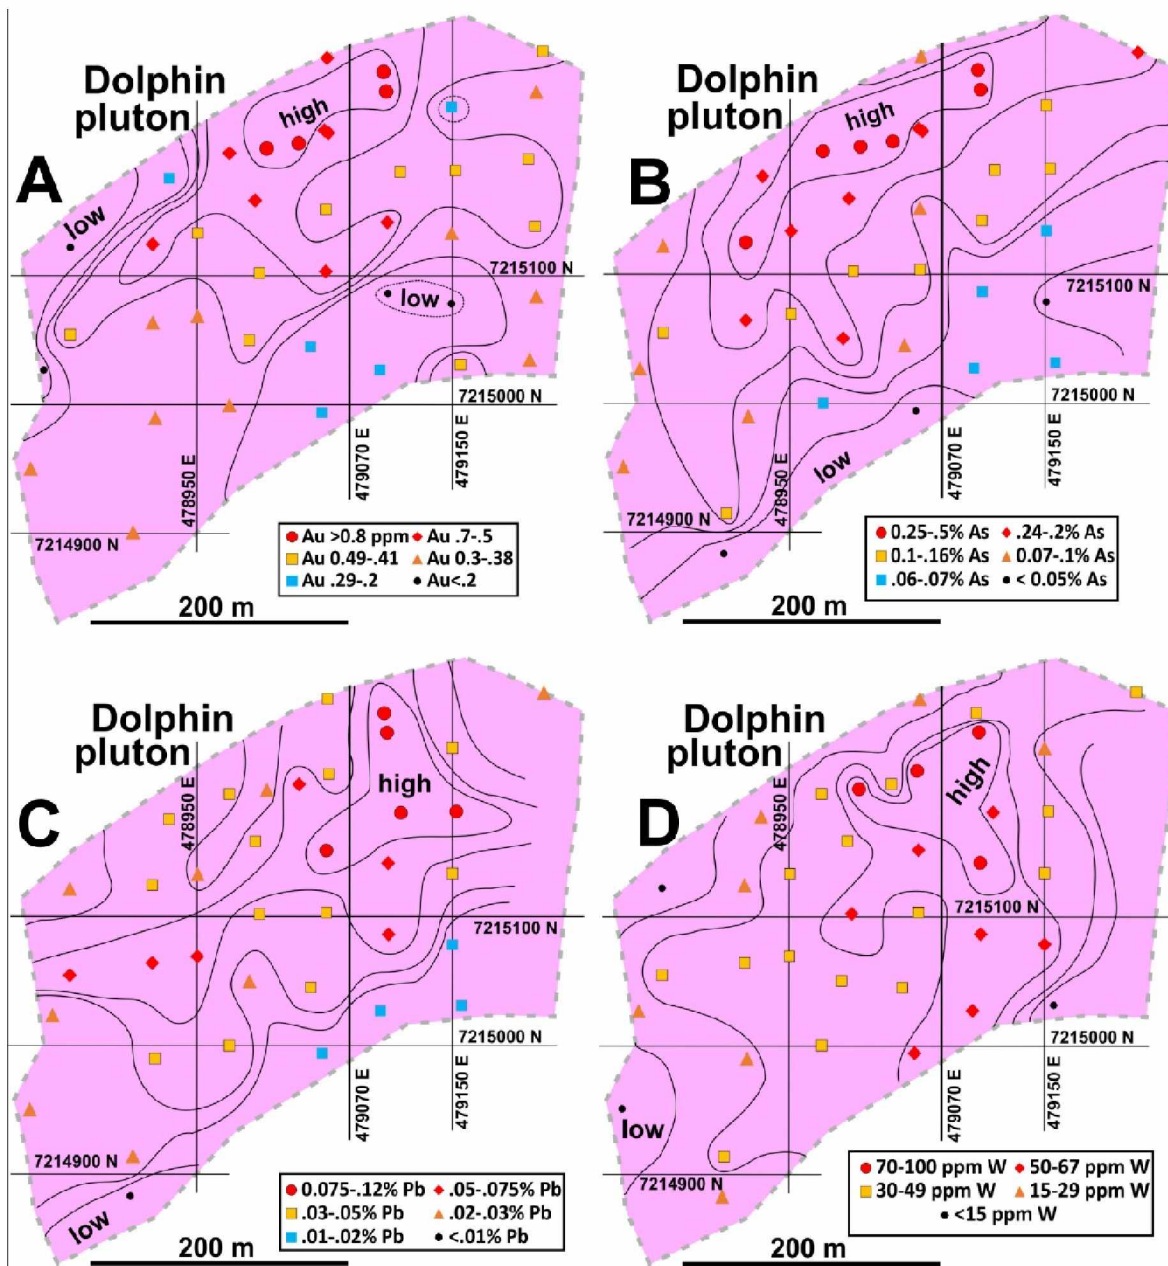 Dolphin
pluton
A
high
low
low
7215100 N
7215000 N
478950 E
479070 E
479150 E
7214900 N
Au >0.8 ppm Au .7-.5
Au 0.49-.41 Au 0.3-.38
Au .29-.2 Au<.2
200 m
Dolphin
pluton
B
high
7215100 N
7215000 N
478950 E
479070 E
479150 E
low
7214900 N
0.25-.5% As .24-.2% As
0.1-.16% As 0.07-.1% As
.06-.07% As < 0.05% As
200 m
Dolphin
pluton
C
478950 E
high
7215100 N
7215000 N
479070 E
479150 E
7214900 N
low
0.075-.12% Pb .05-.075% Pb
.03-.05% Pb .02-.03% Pb
.01-.02% Pb <.01% Pb
200 m
Dolphin
pluton
D
478950 E
high
7215100 N
7215000 N
479070 E
479150 E
low
7214900 N
70-100 ppm W 50-67 ppm W
30-49 ppm W 15-29 ppm W
<15 ppm W
200 m